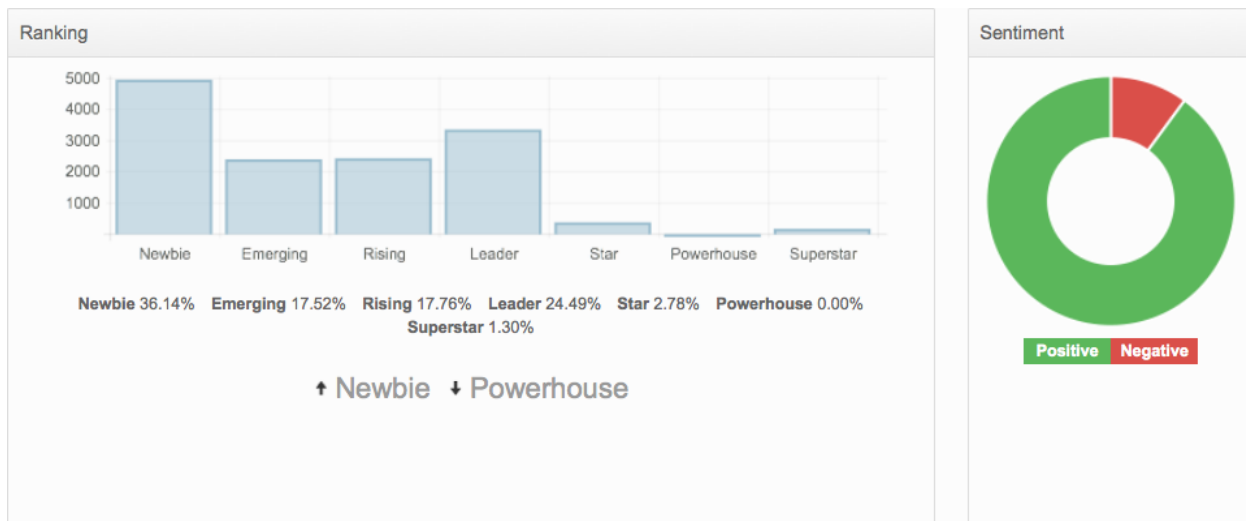 Ranking
5000
4000
3000
2000
1000
Newbie Emerging Rising Leader Star Powerhouse Superstar
Newbie 36.14% Emerging 17.52% Rising 17.76% Leader 24.49% Star 2.78% Powerhouse 0.00%
Superstar 1.30%
Newbie Powerhouse
Sentiment
Positive Negative